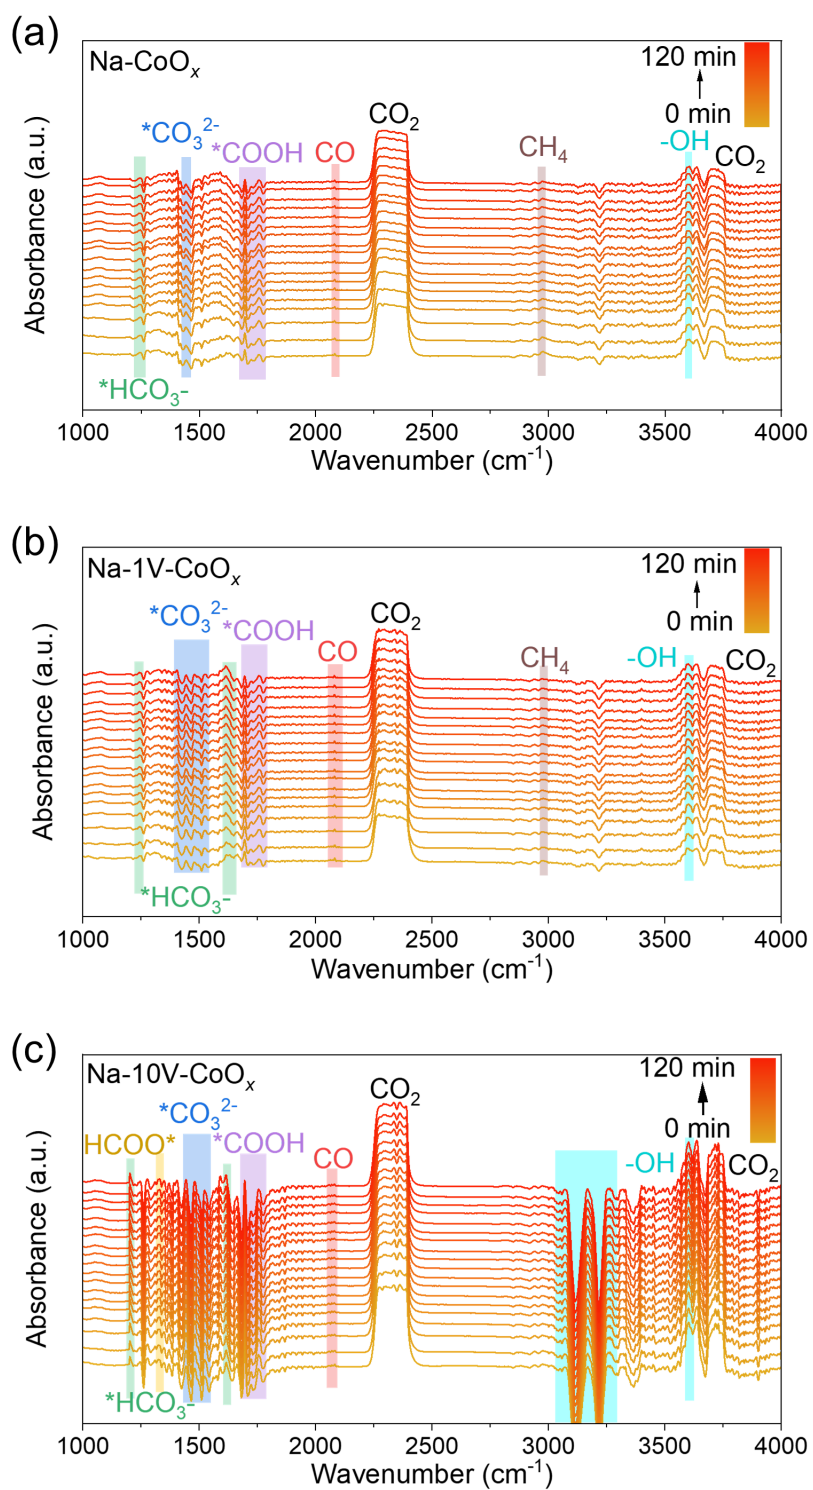 (a)
Na-CoOₓ
120 min
0 min
*CO₃²⁻
*COOH
CO
CO₂
CH₄
-OH
CO₂
*HCO₃-
Absorbance (a.u.)
1000 1500 2000 2500 3000 3500 4000
Wavenumber (cm⁻¹)
(b)
Na-1V-CoOₓ
120 min
0 min
*CO₃²⁻
*COOH
CO
CO₂
CH₄
-OH
CO₂
*HCO₃-
Absorbance (a.u.)
1000 1500 2000 2500 3000 3500 4000
Wavenumber (cm⁻¹)
(c)
Na-10V-CoOₓ
120 min
0 min
HCOO*
*CO₃²⁻
*COOH
CO
CO₂
-OH
CO₂
*HCO₃-
Absorbance (a.u.)
1000 1500 2000 2500 3000 3500 4000
Wavenumber (cm⁻¹)